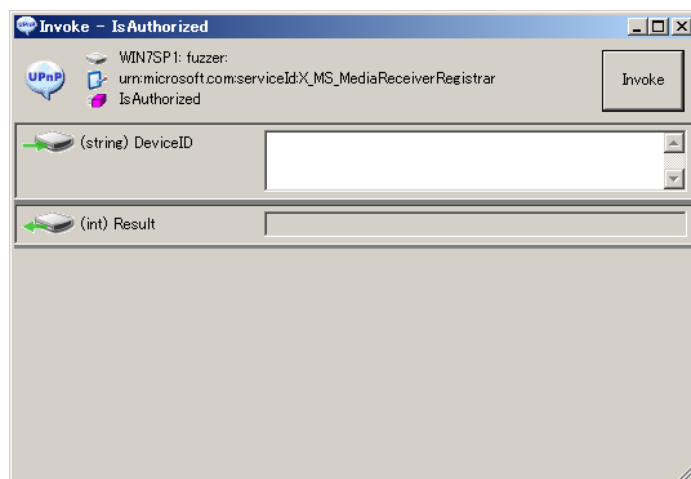 Invoke - IsAuthorized
UPnP
WIN7SP1: fuzzer:
urn:microsoft.com:serviceId:X_MS_MediaReceiverRegistrar
IsAuthorized
Invoke
(string) DeviceID
(int) Result